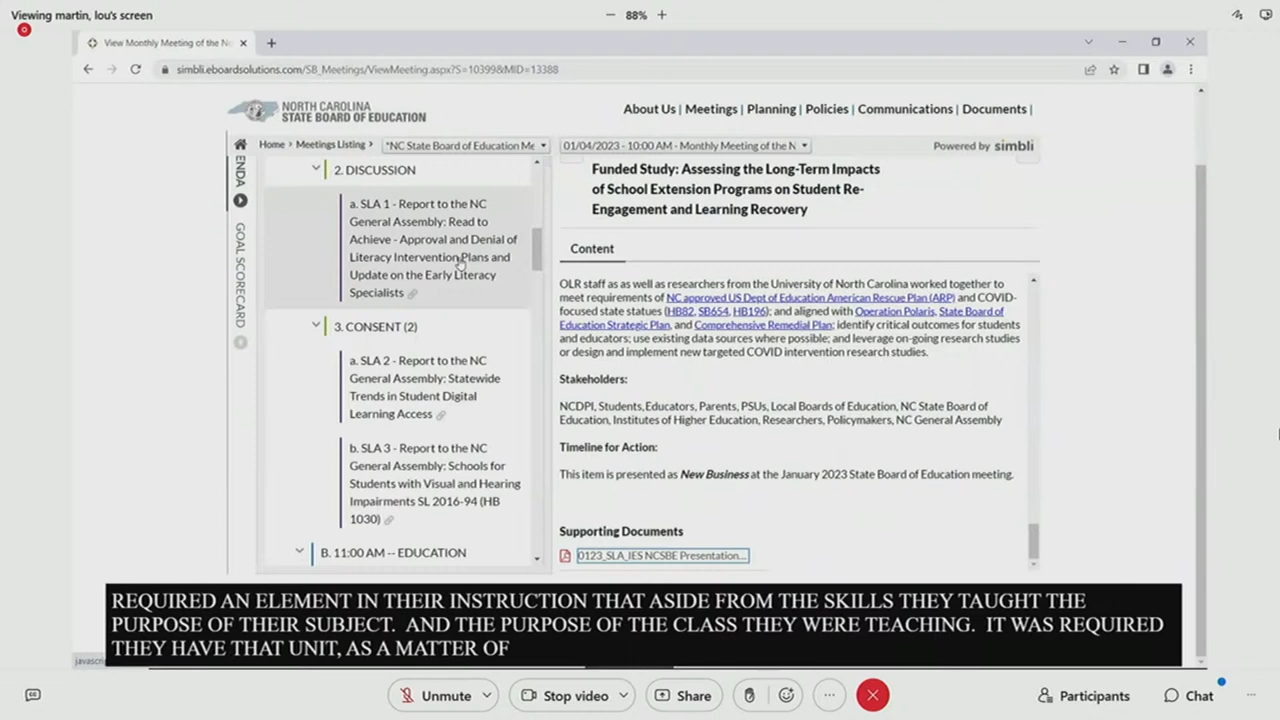 Viewing martin, lou's screen
88%
View Monthly Meeting of the No
simbli.eboardsolutions.com/SB_Meetings/ViewMeeting.aspx?S=10399&MID=13388
NORTH CAROLINA
STATE BOARD OF EDUCATION
About Us | Meetings | Planning | Policies | Communications | Documents |
Home > Meetings Listing >
*NC State Board of Education Me
01/04/2023 - 10:00 AM - Monthly Meeting of the N
Powered by simbli
ENDA
GOAL SCORECARD
2. DISCUSSION
a. SLA 1 - Report to the NC
General Assembly: Read to
Achieve - Approval and Denial of
Literacy Intervention Plans and
Update on the Early Literacy
Specialists
3. CONSENT (2)
a. SLA 2 - Report to the NC
General Assembly: Statewide
Trends in Student Digital
Learning Access
b. SLA 3 - Report to the NC
General Assembly: Schools for
Students with Visual and Hearing
Impairments SL 2016-94 (HB
1030)
B. 11:00 AM -- EDUCATION
Funded Study: Assessing the Long-Term Impacts
of School Extension Programs on Student Re-
Engagement and Learning Recovery
Content
OLR staff as as well as researchers from the University of North Carolina worked together to
meet requirements of NC approved US Dept of Education American Rescue Plan (ARP) and COVID-
focused state statues (HB82, SB654, HB196); and aligned with Operation Polaris, State Board of
Education Strategic Plan, and Comprehensive Remedial Plan; identify critical outcomes for students
and educators; use existing data sources where possible; and leverage on-going research studies
or design and implement new targeted COVID intervention research studies.
Stakeholders:
NCDPI, Students, Educators, Parents, PSUs, Local Boards of Education, NC State Board of
Education, Institutes of Higher Education, Researchers, Policymakers, NC General Assembly
Timeline for Action:
This item is presented as New Business at the January 2023 State Board of Education meeting.
Supporting Documents
0123_SLA_IES NCSBE Presentation...
REQUIRED AN ELEMENT IN THEIR INSTRUCTION THAT ASIDE FROM THE SKILLS THEY TAUGHT THE
PURPOSE OF THEIR SUBJECT. AND THE PURPOSE OF THE CLASS THEY WERE TEACHING. IT WAS REQUIRED
THEY HAVE THAT UNIT, AS A MATTER OF
javascrip
Unmute
Stop video
Share
Participants
Chat